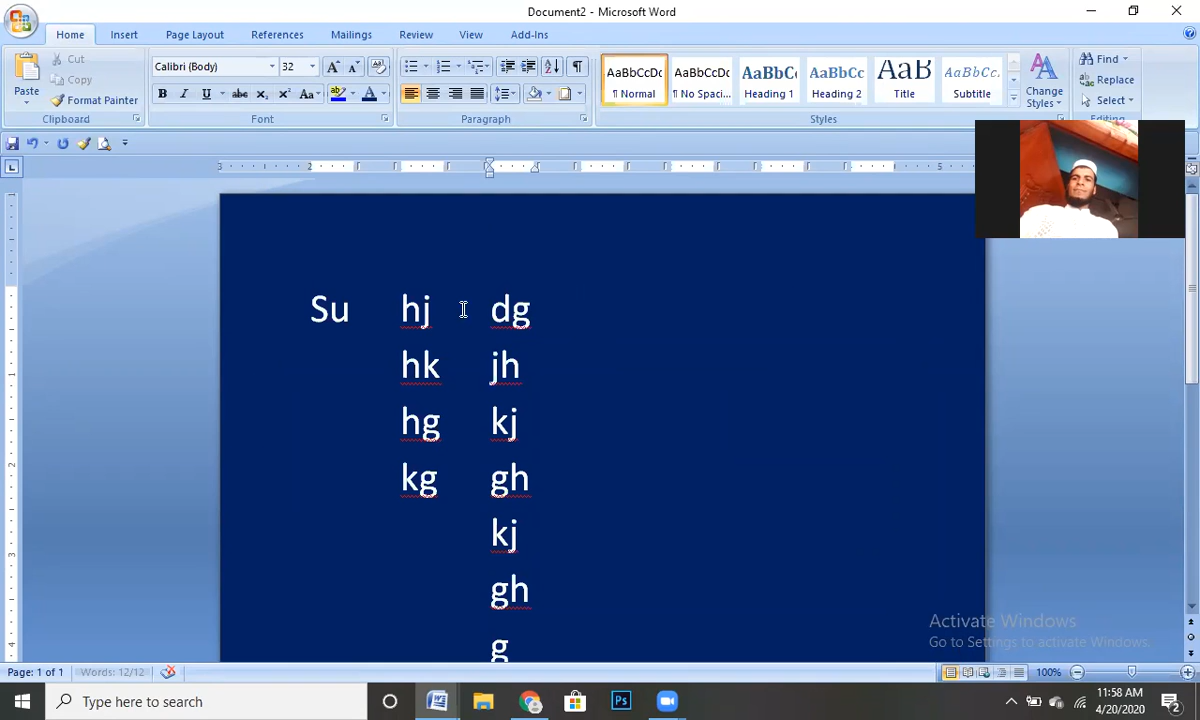 Document2 - Microsoft Word
Home Insert Page Layout References Mailings Review View Add-Ins
Cut
Copy
Paste
Format Painter
Clipboard
Calibri (Body) 32
Font
Paragraph
AaBbCcDc AaBbCcDc AaBbC AaBbCc AaB AaBbCc.
¶ Normal ¶ No Spaci... Heading 1 Heading 2 Title Subtitle
Styles
Change Styles
Find
Replace
Select
Editing
Su hj dg
hk jh
hg kj
kg gh
kj
gh
g
Activate Windows
Go to Settings to activate Windows.
Page: 1 of 1 Words: 12/12 100%
Type here to search
11:58 AM
4/20/2020